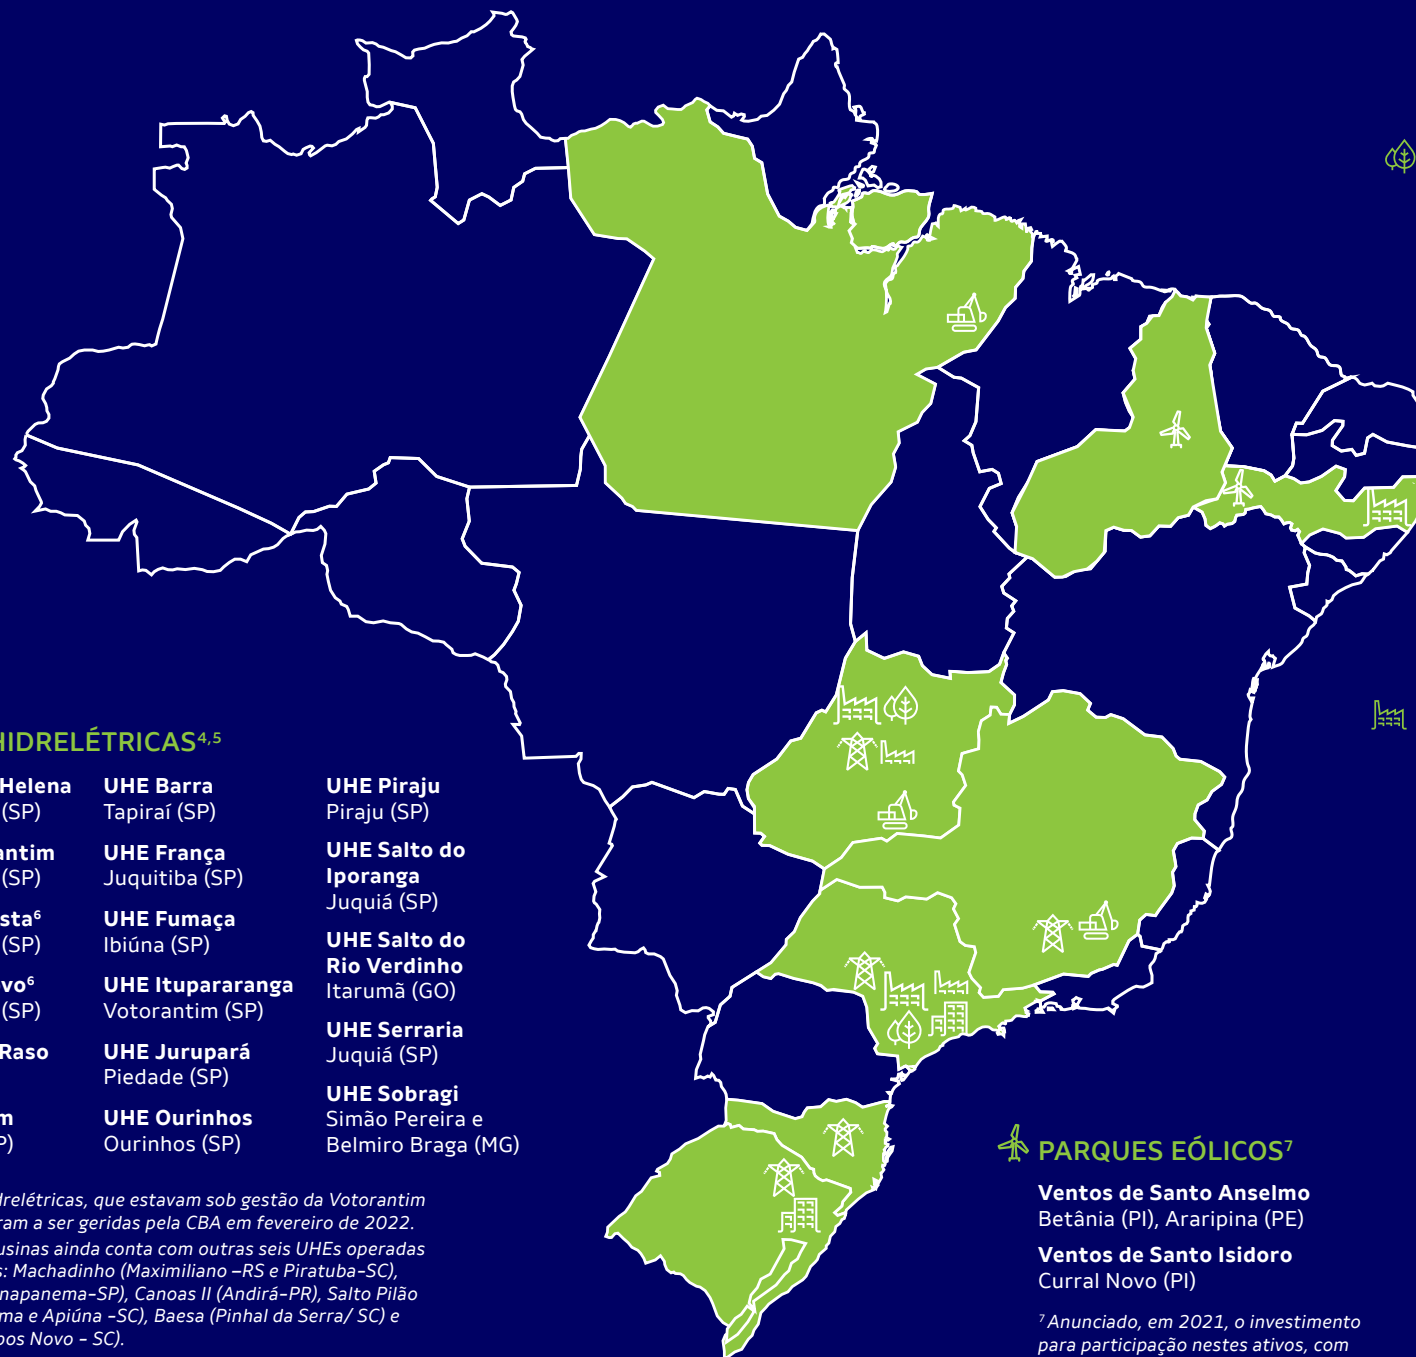 HIDRELÉTRICAS4,5
Helena
(SP)
antim
(SP)
sta6
(SP)
vo6
(SP)
Raso
m
P)
UHE Barra
Tapiraí (SP)
UHE França
Juquitiba (SP)
UHE Fumaça
Ibiúna (SP)
UHE Itupararanga
Votorantim (SP)
UHE Jurupará
Piedade (SP)
UHE Ourinhos
Ourinhos (SP)
UHE Piraju
Piraju (SP)
UHE Salto do
Iporanga
Juquiá (SP)
UHE Salto do
Rio Verdinho
Itarumã (GO)
UHE Serraria
Juquiá (SP)
UHE Sobragi
Simão Pereira e
Belmiro Braga (MG)
drelétricas, que estavam sob gestão da Votorantim
ram a ser geridas pela CBA em fevereiro de 2022.
usinas ainda conta com outras seis UHEs operadas
s: Machadinho (Maximiliano –RS e Piratuba-SC),
napanema-SP), Canoas II (Andirá-PR), Salto Pilão
ma e Apiúna -SC), Baesa (Pinhal da Serra/ SC) e
pos Novo - SC).
PARQUES EÓLICOS7
Ventos de Santo Anselmo
Betânia (PI), Araripina (PE)
Ventos de Santo Isidoro
Curral Novo (PI)
7 Anunciado, em 2021, o investimento
para participação nestes ativos, com